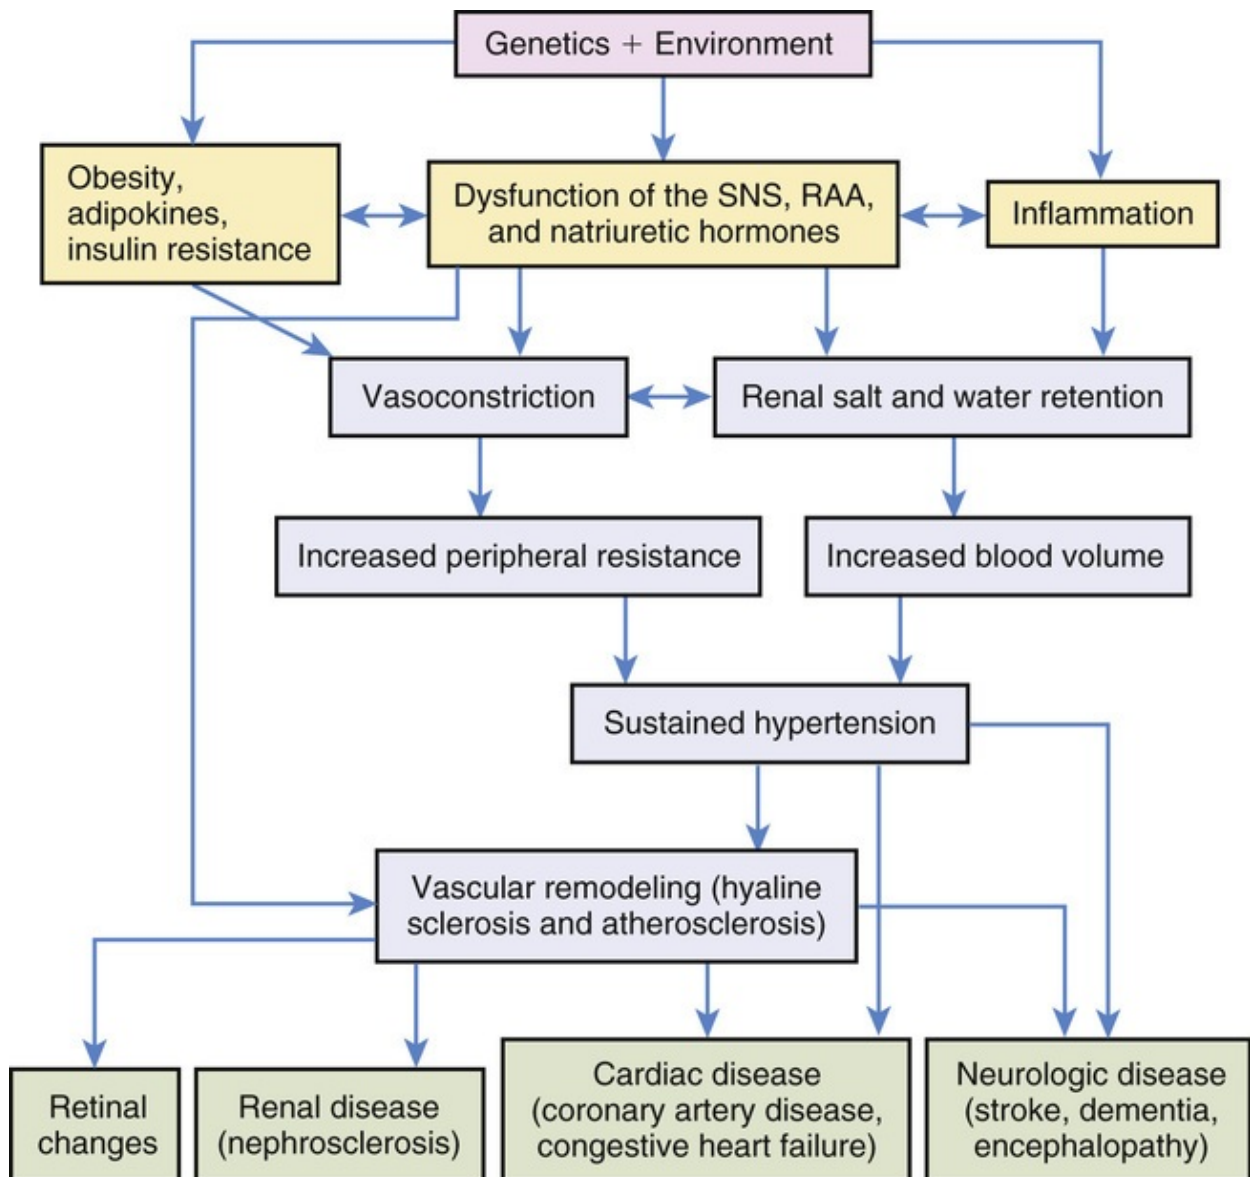 Genetics + Environment
Obesity,
adipokines,
insulin resistance
Dysfunction of the SNS, RAA,
and natriuretic hormones
Inflammation
Vasoconstriction
Renal salt and water retention
Increased peripheral resistance
Increased blood volume
Sustained hypertension
Vascular remodeling (hyaline
sclerosis and atherosclerosis)
Retinal
changes
Renal disease
(nephrosclerosis)
Cardiac disease
(coronary artery disease,
congestive heart failure)
Neurologic disease
(stroke, dementia,
encephalopathy)